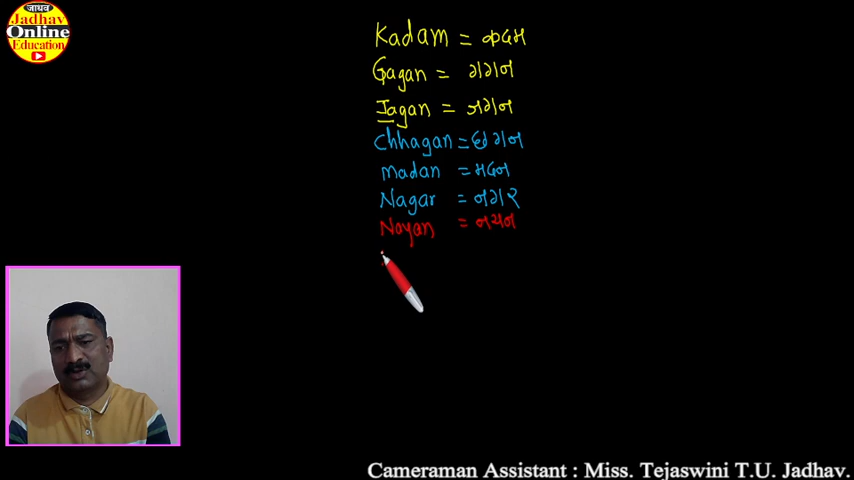 जाधव
Jadhav
Online
Education
Kadam = કદમ
Gagan = ગગન
Jagan = જગન
Chhagan = છગન
Madan = મદન
Nagar = નગર
Nayan = નયન
Cameraman Assistant : Miss. Tejaswini T.U. Jadhav.